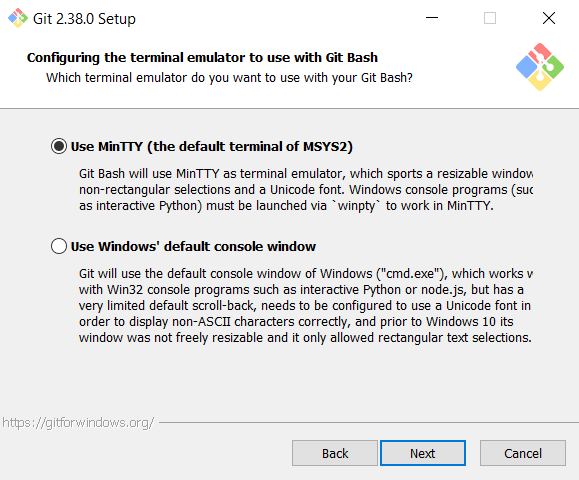 Git 2.38.0 Setup
Configuring the terminal emulator to use with Git Bash
Which terminal emulator do you want to use with your Git Bash?
Use MinTTY (the default terminal of MSYS2)
Git Bash will use MinTTY as terminal emulator, which sports a resizable window
non-rectangular selections and a Unicode font. Windows console programs (suc
as interactive Python) must be launched via `winpty` to work in MinTTY.
Use Windows' default console window
Git will use the default console window of Windows ("cmd.exe"), which works w
with Win32 console programs such as interactive Python or node.js, but has a
very limited default scroll-back, needs to be configured to use a Unicode font in
order to display non-ASCII characters correctly, and prior to Windows 10 its
window was not freely resizable and it only allowed rectangular text selections.
https://gitforwindows.org/
Back
Next
Cancel